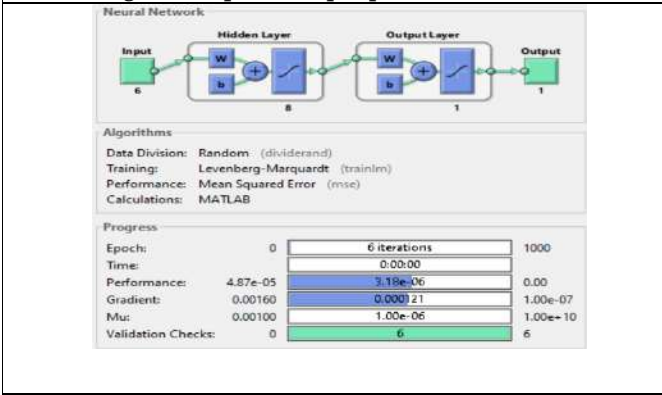 Neural Network
Hidden Layer Output Layer
Input Output
W W
+ +
b b
6 1
8 1
Algorithms
Data Division: Random (dividerand)
Training: Levenberg-Marquardt (trainlm)
Performance: Mean Squared Error (mse)
Calculations: MATLAB
Progress
Epoch: 0 6 iterations 1000
Time: 0:00:00
Performance: 4.87e-05 3.18e-06 0.00
Gradient: 0.00160 0.000121 1.00e-07
Mu: 0.00100 1.00e-06 1.00e+10
Validation Checks: 0 6 6